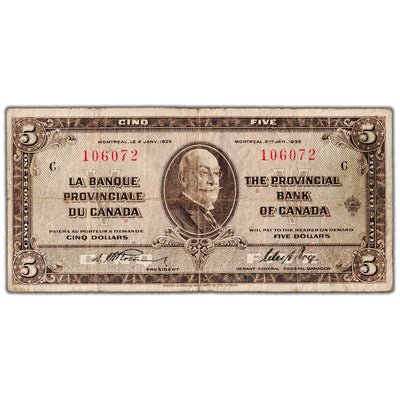 CINQ FIVE
5 5
MONTREAL, LE 2 JANV. 1935 MONTREAL, 2ND JAN. 1935
C 106072 106072 C
LA BANQUE THE PROVINCIAL
PROVINCIALE BANK
DU CANADA OF CANADA
PAIERA AU PORTEUR A DEMANDE WILL PAY TO THE BEARER ON DEMAND
CINQ DOLLARS FIVE DOLLARS
PRESIDENT GERANT-GENERAL GENERAL MANAGER
5 5